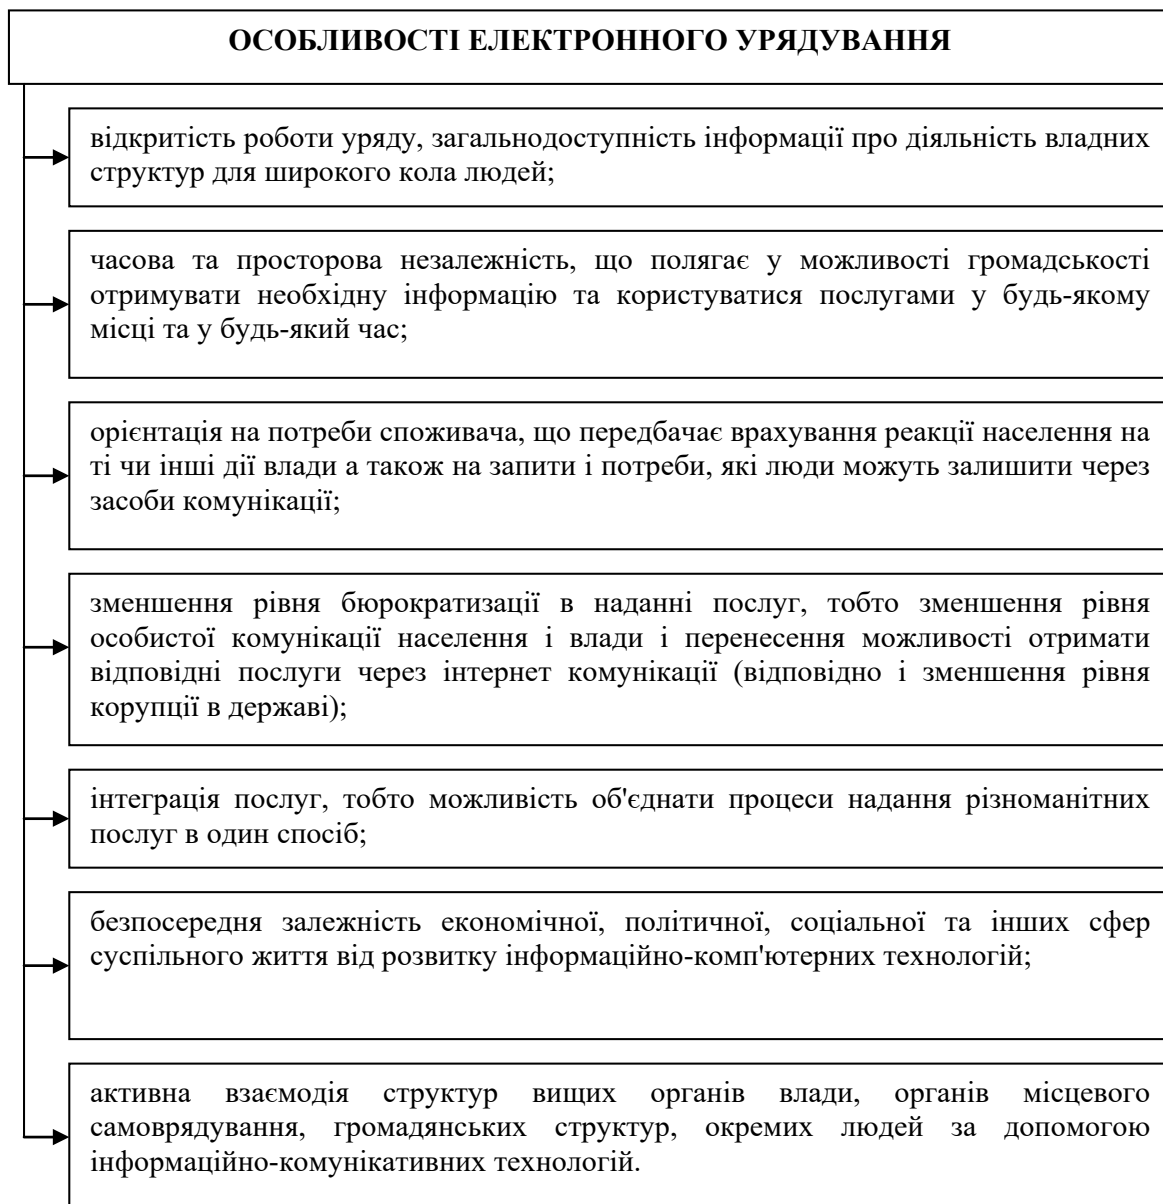 ОСОБЛИВОСТІ ЕЛЕКТРОННОГО УРЯДУВАННЯ
відкритість роботи уряду, загальнодоступність інформації про діяльність владних
структур для широкого кола людей;
часова та просторова незалежність, що полягає у можливості громадськості
отримувати необхідну інформацію та користуватися послугами у будь-якому
місці та у будь-який час;
орієнтація на потреби споживача, що передбачає врахування реакції населення на
ті чи інші дії влади а також на запити і потреби, які люди можуть залишити через
засоби комунікації;
зменшення рівня бюрократизації в наданні послуг, тобто зменшення рівня
особистої комунікації населення і влади і перенесення можливості отримати
відповідні послуги через інтернет комунікації (відповідно і зменшення рівня
корупції в державі);
інтеграція послуг, тобто можливість об'єднати процеси надання різноманітних
послуг в один спосіб;
безпосередня залежність економічної, політичної, соціальної та інших сфер
суспільного життя від розвитку інформаційно-комп'ютерних технологій;
активна взаємодія структур вищих органів влади, органів місцевого
самоврядування, громадянських структур, окремих людей за допомогою
інформаційно-комунікативних технологій.